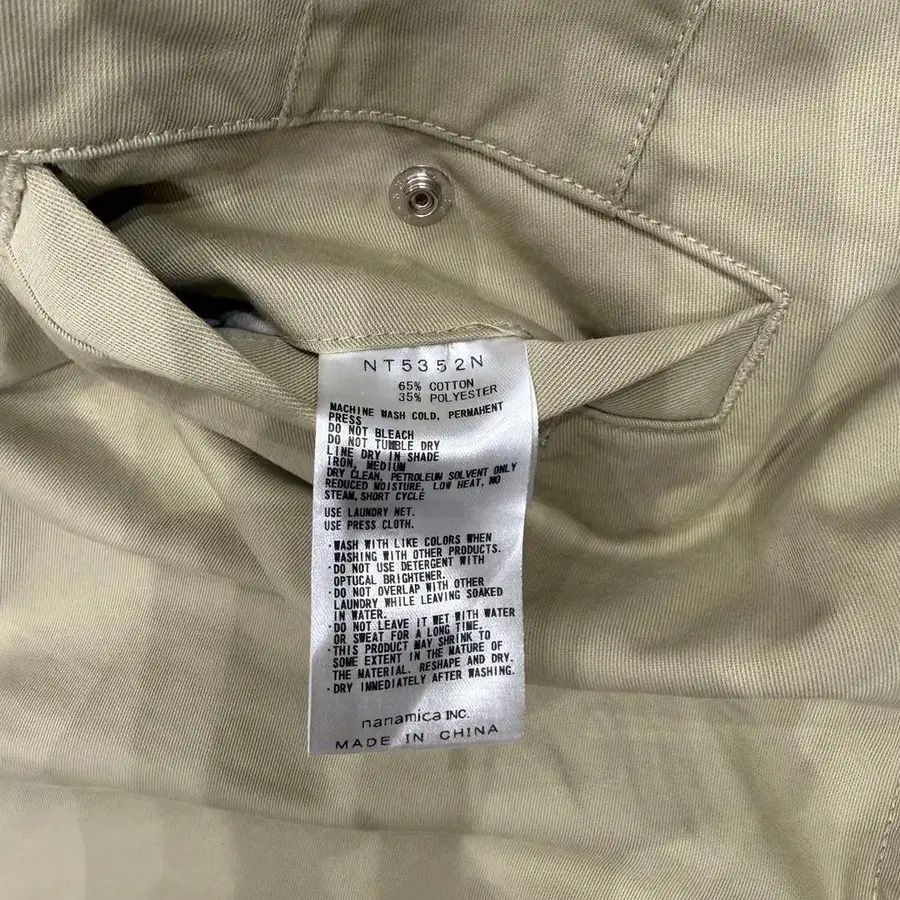 NT5352N
65% COTTON
35% POLYESTER
MACHINE WASH COLD, PERMAHENT
PRESS
DO NOT BLEACH
DO NOT TUMBLE DRY
LINE DRY IN SHADE
IRON, MEDIUM
DRY CLEAN, PETROLEUM SOLVENT ONLY
REDUCED MOISTURE, LOW HEAT, NO
STEAM, SHORT CYCLE
USE LAUNDRY NET.
USE PRESS CLOTH.
·WASH WITH LIKE COLORS WHEN
WASHING WITH OTHER PRODUCTS.
·DO NOT USE DETERGENT WITH
OPTUCAL BRIGHTENER.
·DO NOT OVERLAP WITH OTHER
LAUNDRY WHILE LEAVING SOAKED
IN WATER.
·DO NOT LEAVE IT WET WITH WATER
OR SWEAT FOR A LONG TIME.
·THIS PRODUCT MAY SHRINK TO
SOME EXTENT IN THE NATURE OF
THE MATERIAL. RESHAPE AND DRY.
·DRY IMMEDIATELY AFTER WASHING.
nanamica INC.
MADE IN CHINA